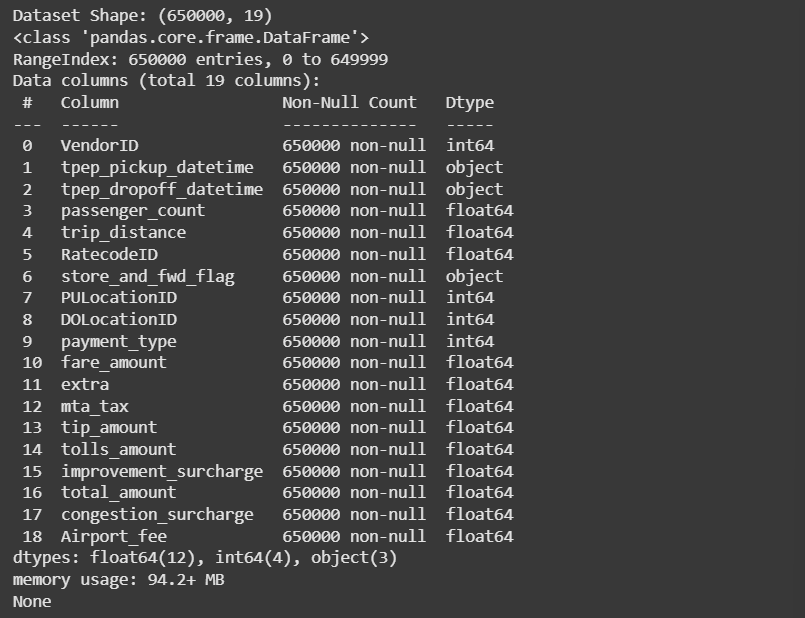 Dataset Shape: (650000, 19)
<class 'pandas.core.frame.DataFrame'>
RangeIndex: 650000 entries, 0 to 649999
Data columns (total 19 columns):
 #   Column                 Non-Null Count   Dtype
---  ------                 --------------   -----
 0   VendorID               650000 non-null  int64
 1   tpep_pickup_datetime   650000 non-null  object
 2   tpep_dropoff_datetime  650000 non-null  object
 3   passenger_count        650000 non-null  float64
 4   trip_distance          650000 non-null  float64
 5   RatecodeID             650000 non-null  float64
 6   store_and_fwd_flag     650000 non-null  object
 7   PULocationID           650000 non-null  int64
 8   DOLocationID           650000 non-null  int64
 9   payment_type           650000 non-null  int64
 10  fare_amount            650000 non-null  float64
 11  extra                  650000 non-null  float64
 12  mta_tax                650000 non-null  float64
 13  tip_amount             650000 non-null  float64
 14  tolls_amount           650000 non-null  float64
 15  improvement_surcharge  650000 non-null  float64
 16  total_amount           650000 non-null  float64
 17  congestion_surcharge   650000 non-null  float64
 18  Airport_fee            650000 non-null  float64
dtypes: float64(12), int64(4), object(3)
memory usage: 94.2+ MB
None